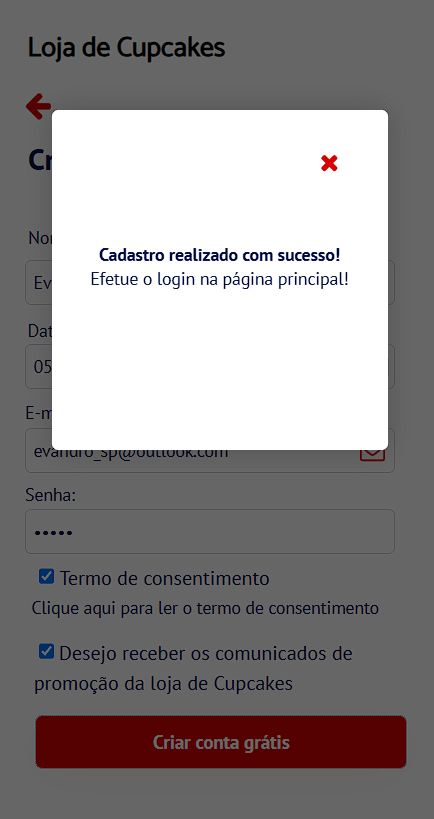 Loja de Cupcakes
Cadastro realizado com sucesso!
Efetue o login na página principal!
05
evandro_sp@outlook.com
Senha:
•••••
Termo de consentimento
Clique aqui para ler o termo de consentimento
Desejo receber os comunicados de
promoção da loja de Cupcakes
Criar conta grátis